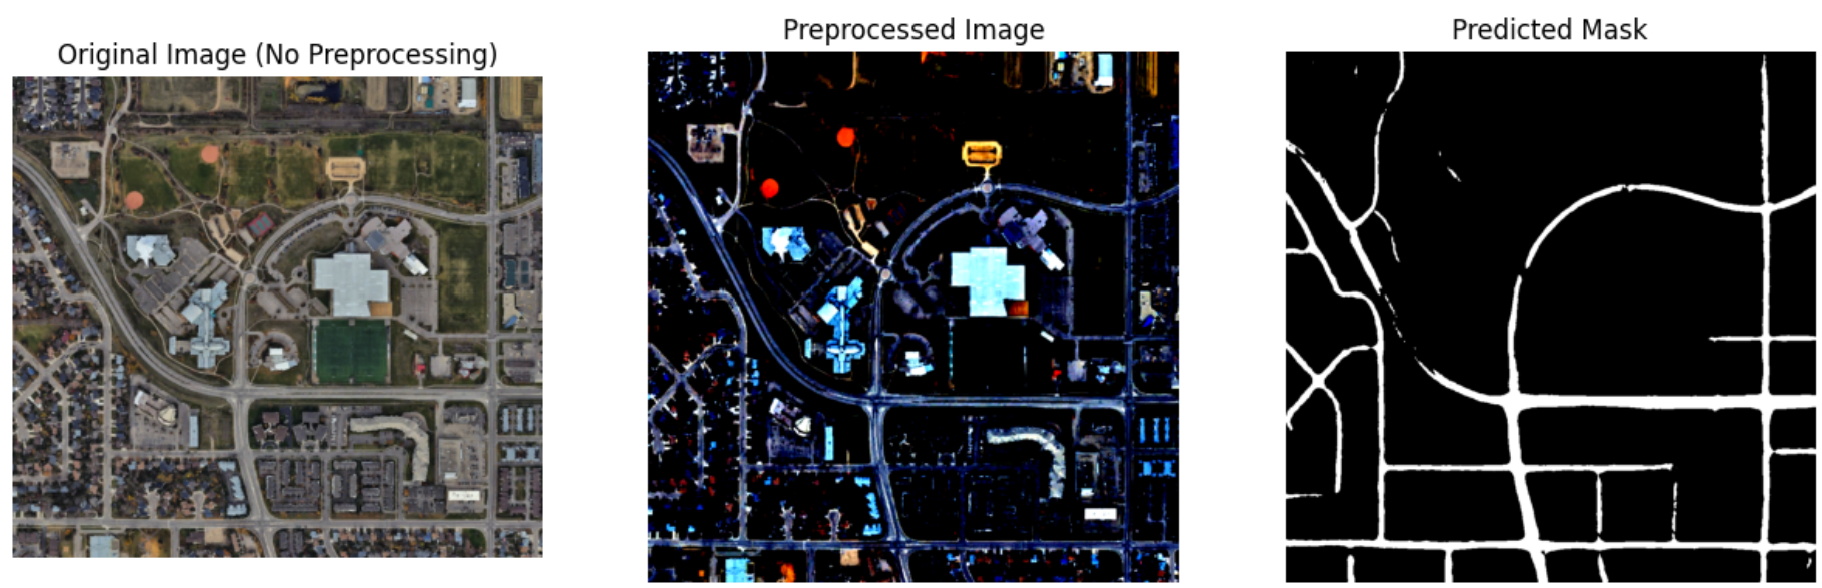 Original Image (No Preprocessing)
Preprocessed Image
Predicted Mask